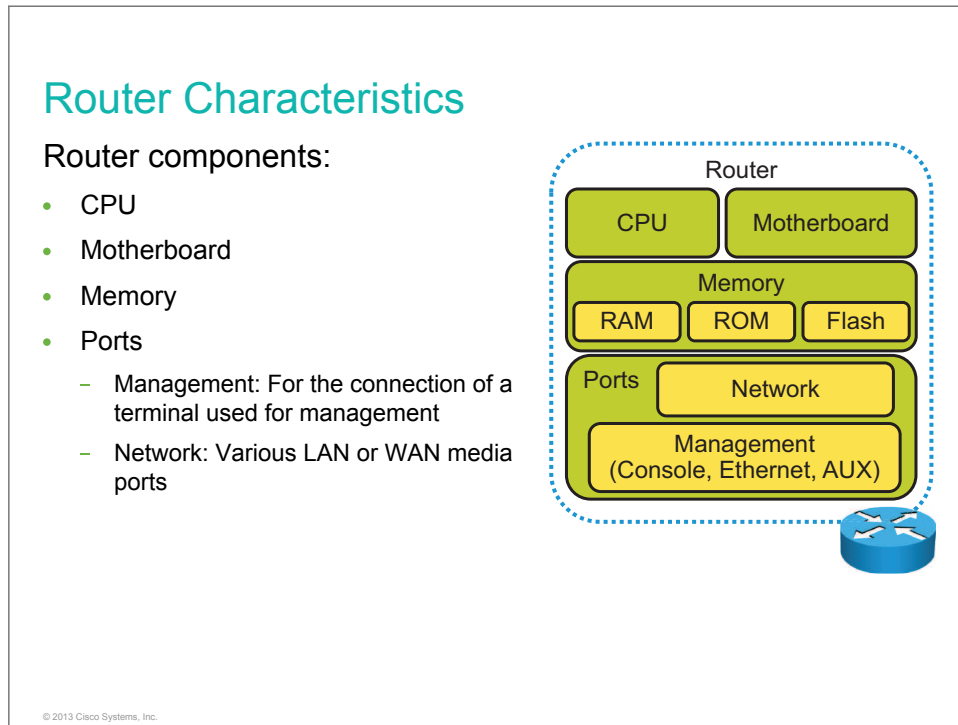 Router Characteristics
Router components:
• CPU
• Motherboard
• Memory
• Ports
– Management: For the connection of a
terminal used for management
– Network: Various LAN or WAN media
ports
Router
CPU
Motherboard
Memory
RAM
ROM
Flash
Ports
Network
Management
(Console, Ethernet, AUX)
© 2013 Cisco Systems, Inc.